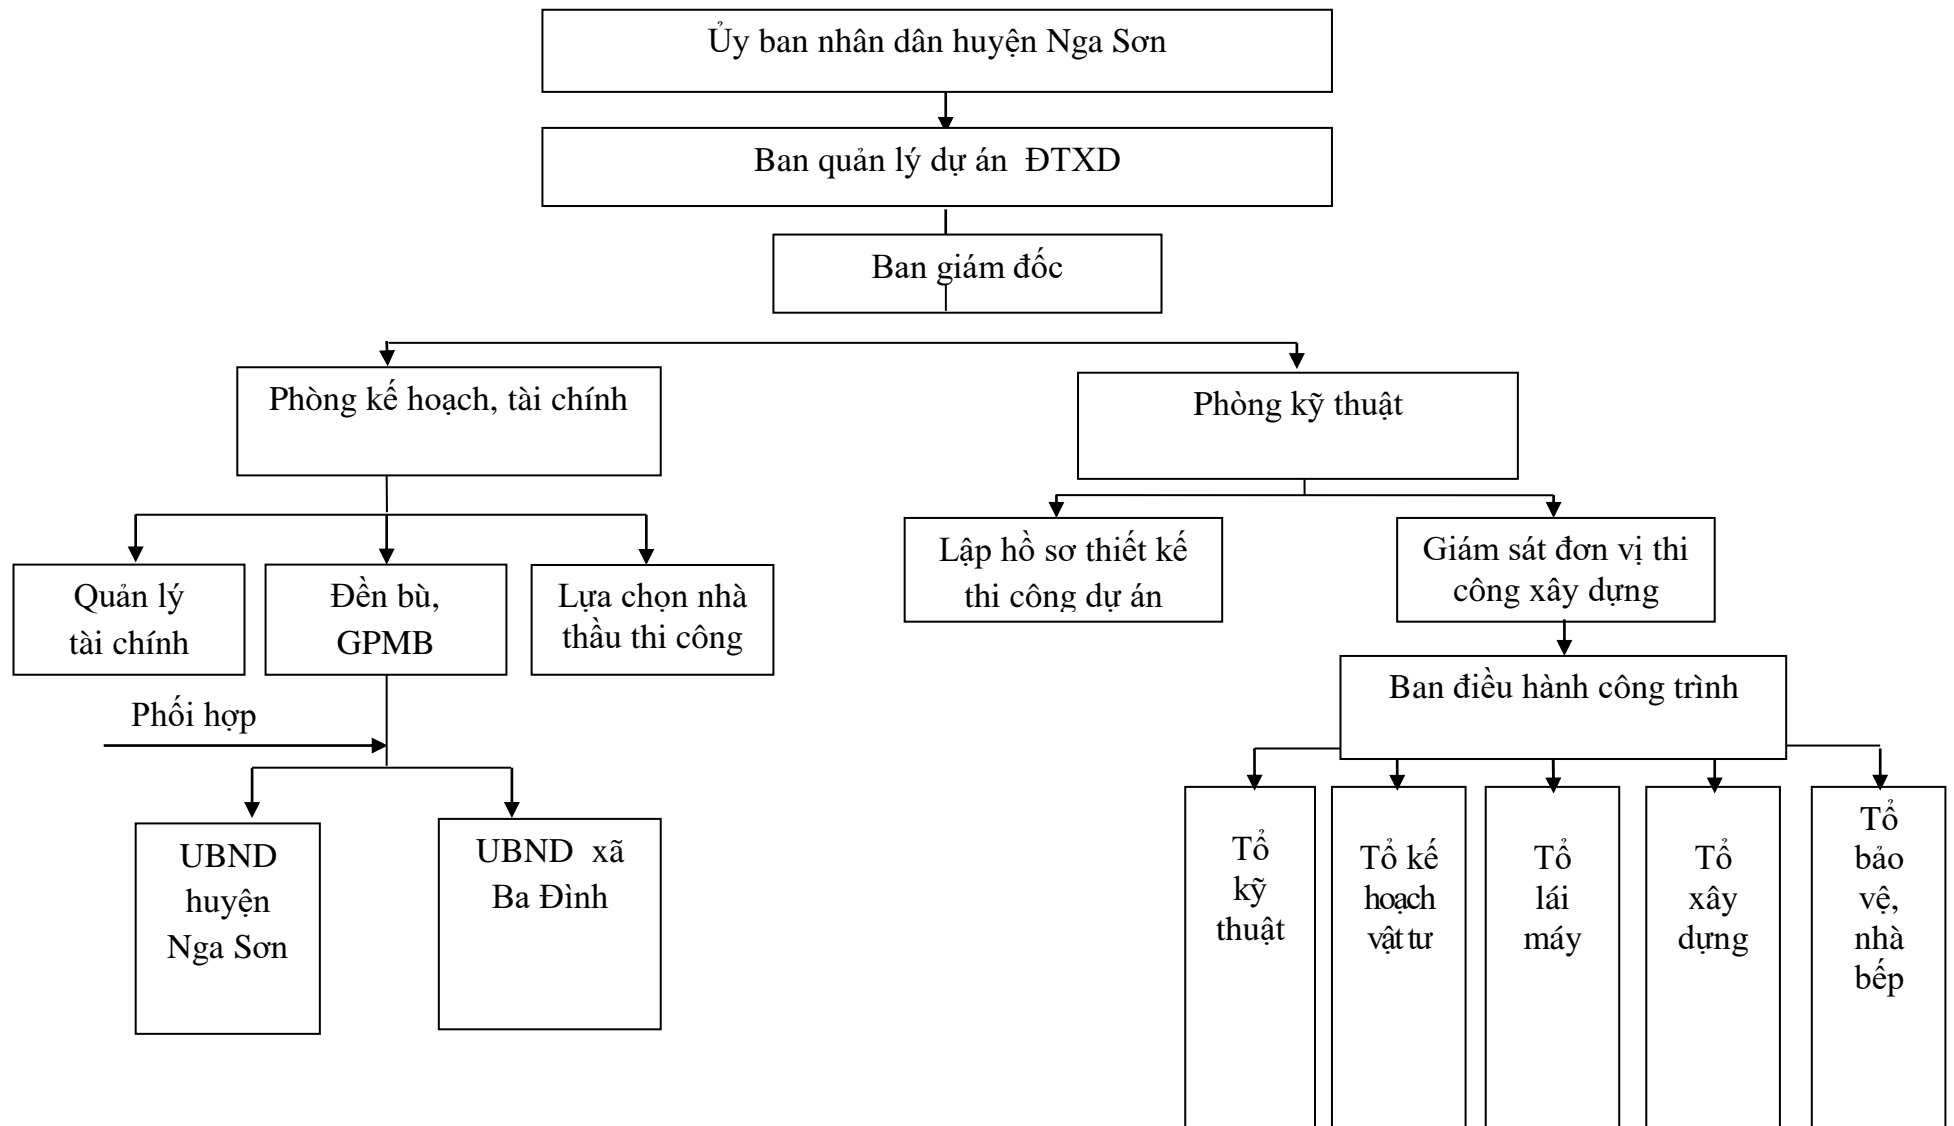 Ủy ban nhân dân huyện Nga Sơn
Ban quản lý dự án ĐTXD
Ban giám đốc
Phòng kế hoạch, tài chính
Phòng kỹ thuật
Quản lý
tài chính
Đền bù,
GPMB
Lựa chọn nhà
thầu thi công
Lập hồ sơ thiết kế
thi công dự án
Giám sát đơn vị thi
công xây dựng
Phối hợp
Ban điều hành công trình
UBND
huyện
Nga Sơn
UBND xã
Ba Đình
Tổ
kỹ
thuật
Tổ kế
hoạch
vật tư
Tổ
lái
máy
Tổ
xây
dựng
Tổ
bảo
vệ,
nhà
bếp